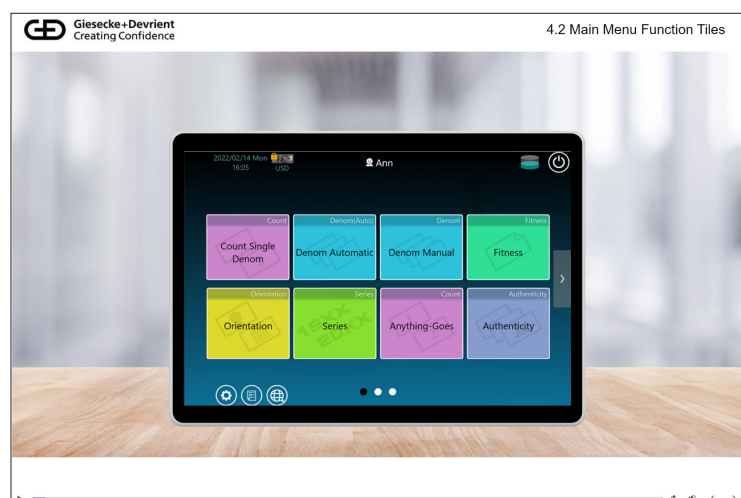 Giesecke+Devrient
Creating Confidence
4.2 Main Menu Function Tiles
2022/02/14 Mon
16:05
USD
Ann
Count
Count Single
Denom
Denom(Auto)
Denom Automatic
Denom
Denom Manual
Fitness
Fitness
Orientation
Orientation
Series
19XX
20XX
Series
Count
Anything-Goes
Authenticity
Authenticity